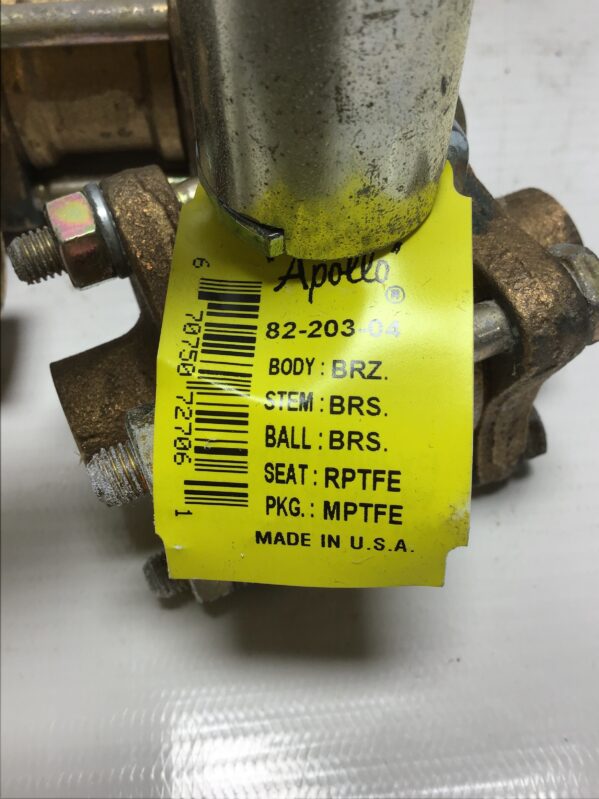 Apollo®
82-203-04
BODY: BRZ.
STEM: BRS.
BALL: BRS.
SEAT: RPTFE
PKG.: MPTFE
MADE IN U.S.A.
6 70750 72706 1